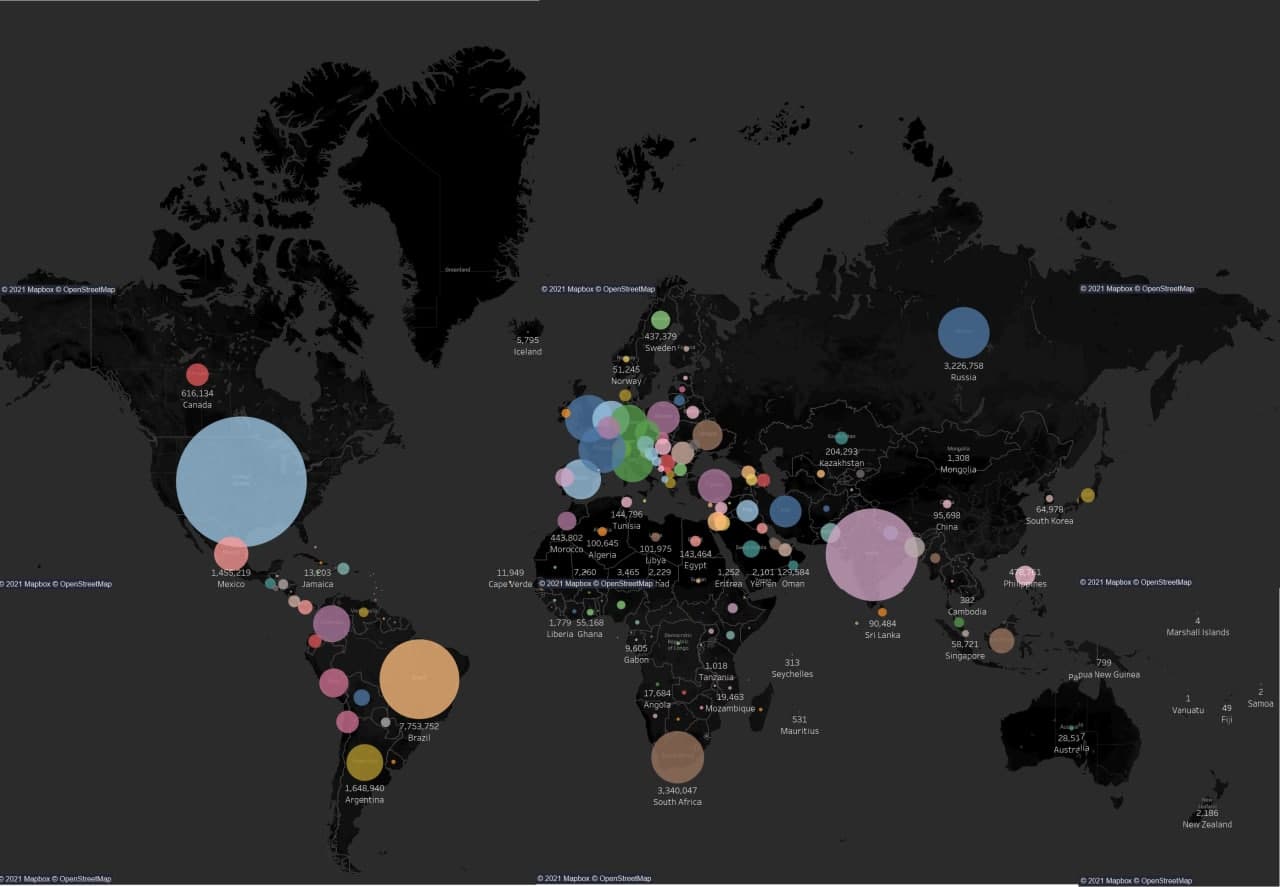 Greenland
© 2021 Mapbox © OpenStreetMap
© 2021 Mapbox © OpenStreetMap
© 2021 Mapbox © OpenStreetMap
5,795
Iceland
437,379
Sweden
51,245
Norway
3,226,758
Russia
616,134
Canada
204,293
Kazakhstan
Mongolia
1,308
Mongolia
95,698
China
64,978
South Korea
144,796
Tunisia
443,802
Morocco
100,645
Algeria
101,975
Libya
143,464
Egypt
1,455,219
Mexico
13,203
Jamaica
11,949
Cape Verde
7,260
3,465
2,229
1,252
Eritrea
2,101
Yemen
129,584
Oman
Philippines
© 2021 Mapbox © OpenStreetMap
© 2021 Mapbox © OpenStreetMap
© 2021 Mapbox © OpenStreetMap
382
Cambodia
1,779
Liberia
55,168
Ghana
90,484
Sri Lanka
4
Marshall Islands
9,605
Gabon
Democratic
Republic
of Congo
58,721
Singapore
313
Seychelles
1,018
Tanzania
799
Papua New Guinea
17,684
Angola
19,463
Mozambique
1
Vanuatu
49
Fiji
2
Samoa
531
Mauritius
7,753,752
Brazil
28,517
Australia
1,648,940
Argentina
3,340,047
South Africa
New
Zealand
2,186
New Zealand
© 2021 Mapbox © OpenStreetMap
© 2021 Mapbox © OpenStreetMap
© 2021 Mapbox © OpenStreetMap